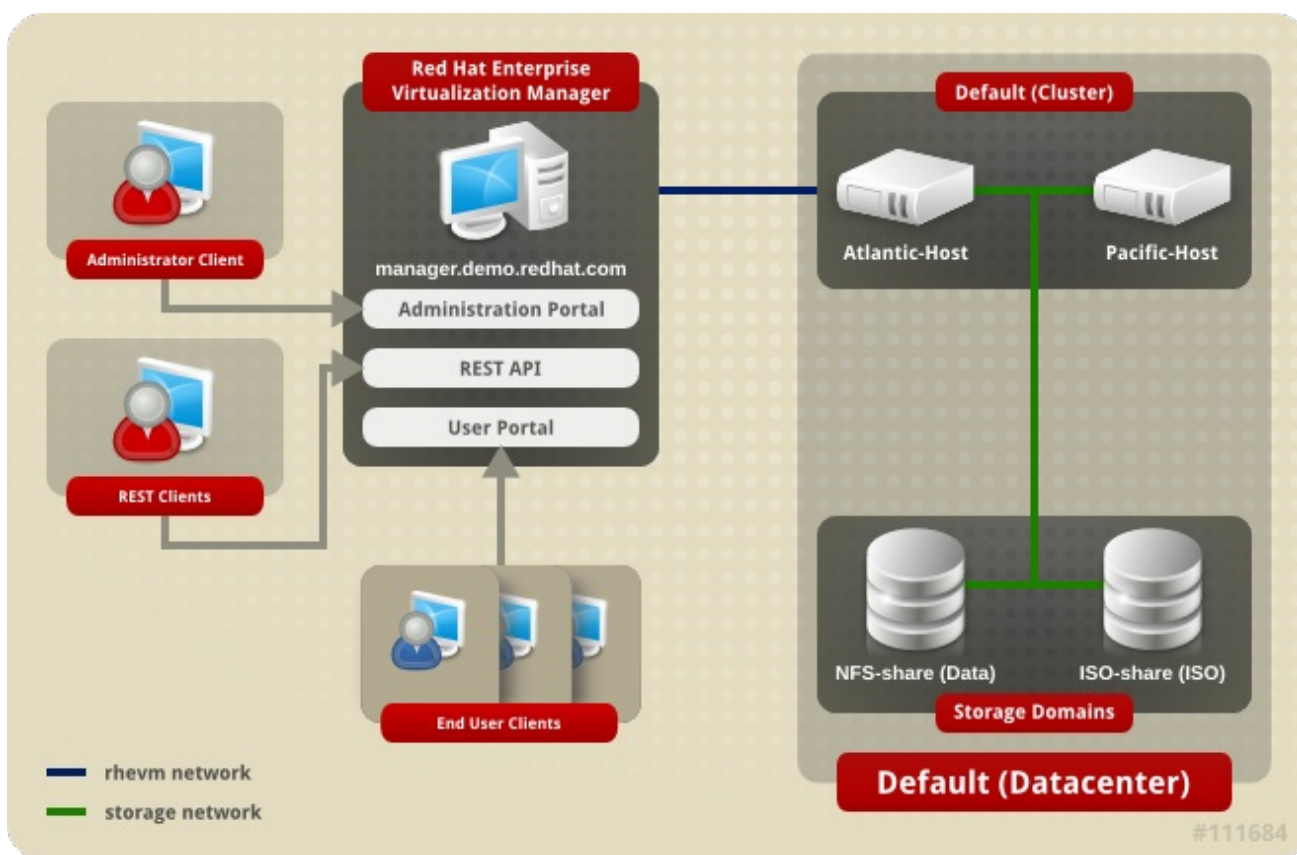 Red Hat Enterprise
Virtualization Manager
Default (Cluster)
Administrator Client
manager.demo.redhat.com
Atlantic-Host
Pacific-Host
Administration Portal
REST API
User Portal
REST Clients
End User Clients
NFS-share (Data)
ISO-share (ISO)
Storage Domains
Default (Datacenter)
rhevm network
storage network
#111684